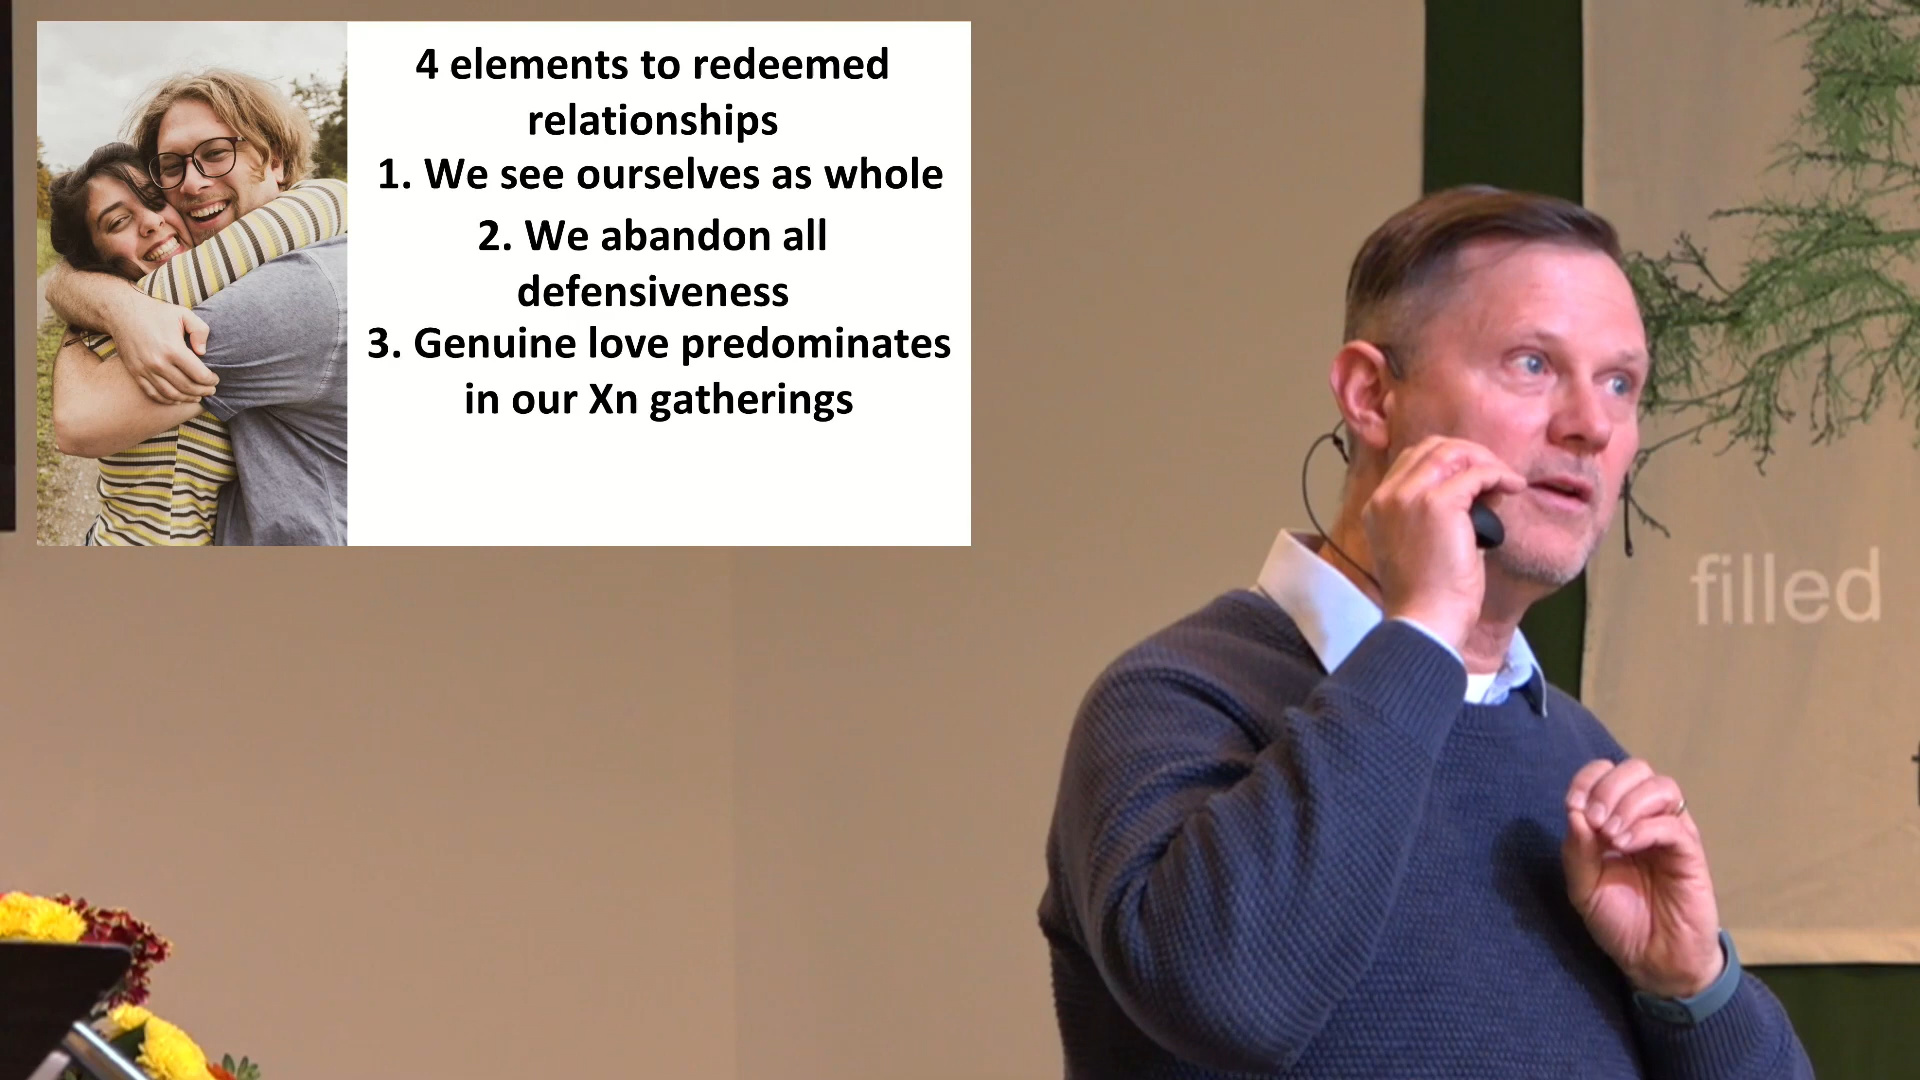 4 elements to redeemed
relationships
1. We see ourselves as whole
2. We abandon all
defensiveness
3. Genuine love predominates
in our Xn gatherings
filled